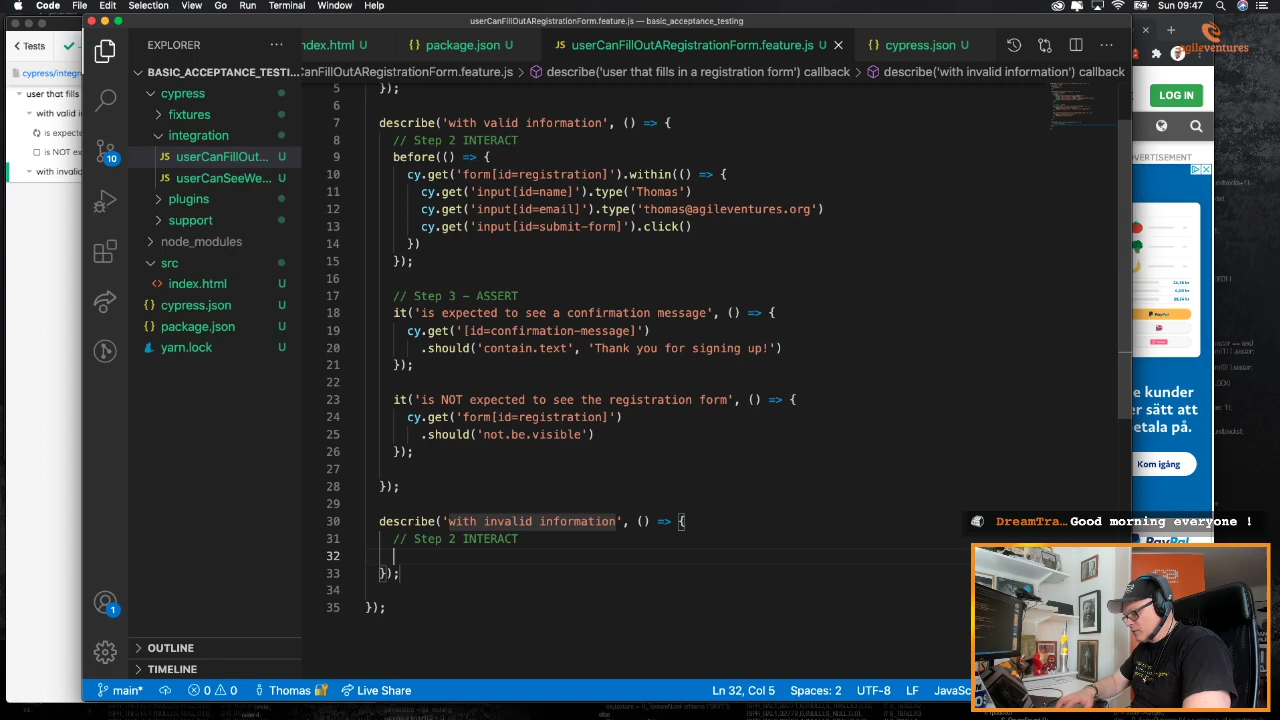 Code File Edit Selection View Go Run Terminal Window Help
SUN 09:47
userCanFillOutARegistrationForm.feature.js — basic_acceptance_testing
Tests
cypress/integr
user that fills
with valid i
is expec
is NOT ex
with invalid
EXPLORER
BASIC_ACCEPTANCE_TESTI...
cypress
fixtures
integration
JS userCanFillOut... U
JS userCanSeeWe... U
plugins
support
node_modules
src
<> index.html U
{} cypress.json U
{} package.json U
yarn.lock U
OUTLINE
TIMELINE
10
1
ndex.html U
{} package.json U
JS userCanFillOutARegistrationForm.feature.js U
{} cypress.json U
CanFillOutARegistrationForm.feature.js > describe('user that fills in a registration form') callback > describe('with invalid information') callback
5 });
6
7 describe('with valid information', () => {
8 // Step 2 INTERACT
9 before(() => {
10 cy.get('form[id=registration]').within(() => {
11 cy.get('input[id=name]').type('Thomas')
12 cy.get('input[id=email]').type('thomas@agileventures.org')
13 cy.get('input[id=submit-form]').click()
14 })
15 });
16
17 // Step 3 - ASSERT
18 it('is expected to see a confirmation message', () => {
19 cy.get('[id=confirmation-message]')
20 .should('contain.text', 'Thank you for signing up!')
21 });
22
23 it('is NOT expected to see the registration form', () => {
24 cy.get('form[id=registration]')
25 .should('not.be.visible')
26 });
27
28 });
29
30 describe('with invalid information', () => {
31 // Step 2 INTERACT
32
33 });
34
35 });
main*
0 0
Thomas
Live Share
Ln 32, Col 5
Spaces: 2
UTF-8
LF
JavaSc
agileventures
LOG IN
DVERTISEMENT
PayPal
e kunder
er sätt att
etala på.
Kom igång
DreamTra… Good morning everyone !